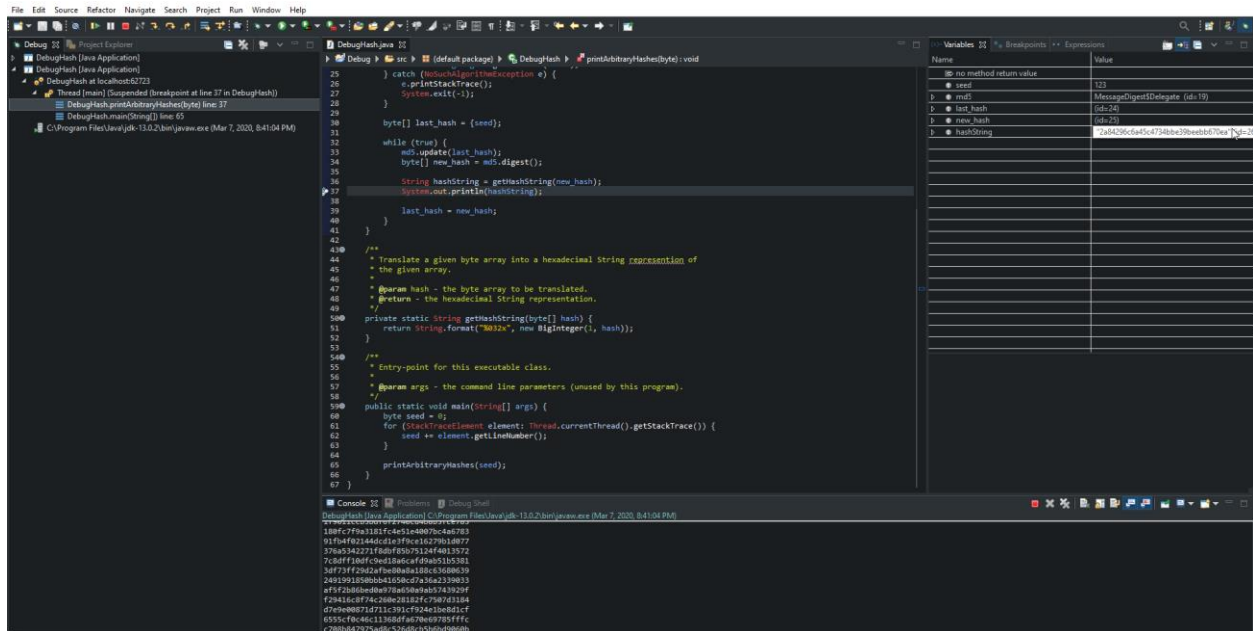 File Edit Source Refactor Navigate Search Project Run Window Help
Debug Project Explorer
DebugHash [Java Application]
DebugHash [Java Application]
DebugHash at localhost:62723
Thread [main] (Suspended (breakpoint at line 37 in DebugHash))
DebugHash.printArbitraryHashes(byte) line: 37
DebugHash.main(String[]) line: 65
C:\Program Files\Java\jdk-13.0.2\bin\javaw.exe (Mar 7, 2020, 8:41:04 PM)
DebugHash.java
Debug src (default package) DebugHash printArbitraryHashes(byte) : void
25 } catch (NoSuchAlgorithmException e) {
26 e.printStackTrace();
27 System.exit(-1);
28 }
29
30 byte[] last_hash = {seed};
31
32 while (true) {
33 md5.update(last_hash);
34 byte[] new_hash = md5.digest();
35
36 String hashString = getHashString(new_hash);
37 System.out.println(hashString);
38
39 last_hash = new_hash;
40 }
41 }
42
43 /**
44 * Translate a given byte array into a hexadecimal String represention of
45 * the given array.
46 *
47 * @param hash - the byte array to be translated.
48 * @return - the hexadecimal String representation.
49 */
50 private static String getHashString(byte[] hash) {
51 return String.format("%032x", new BigInteger(1, hash));
52 }
53
54 /**
55 * Entry-point for this executable class.
56 *
57 * @param args - the command line parameters (unused by this program).
58 */
59 public static void main(String[] args) {
60 byte seed = 0;
61 for (StackTraceElement element: Thread.currentThread().getStackTrace()) {
62 seed += element.getLineNumber();
63 }
64
65 printArbitraryHashes(seed);
66 }
67 }
Variables Breakpoints Expressions
Name Value
no method return value
seed 123
md5 MessageDigest$Delegate (id=19)
last_hash (id=24)
new_hash (id=25)
hashString "2a84296c6a45c4734bbe39beebb670ea"
Console Problems Debug Shell
DebugHash [Java Application] C:\Program Files\Java\jdk-13.0.2\bin\javaw.exe (Mar 7, 2020, 8:41:04 PM)
180fc7f9a3181fc4e51e4007bc4a6783
91fb4f02144dcd1e3f9ce16279b1d077
376a5342271f8dbf85b75124f4013572
7c8dff10dfc9ed18a6cafd9ab51b5381
3df73ff29d2afbe80a8a188c63680639
2491991850bbb41650cd7a36a2339033
af5f2b86bed0a978a650a9ab5743929f
f29416c8f74c260e28182fc7507d3184
d7e9e00871d711c391cf924e1be8d1cf
6555cf0c46c11368dfa670e69785fffc